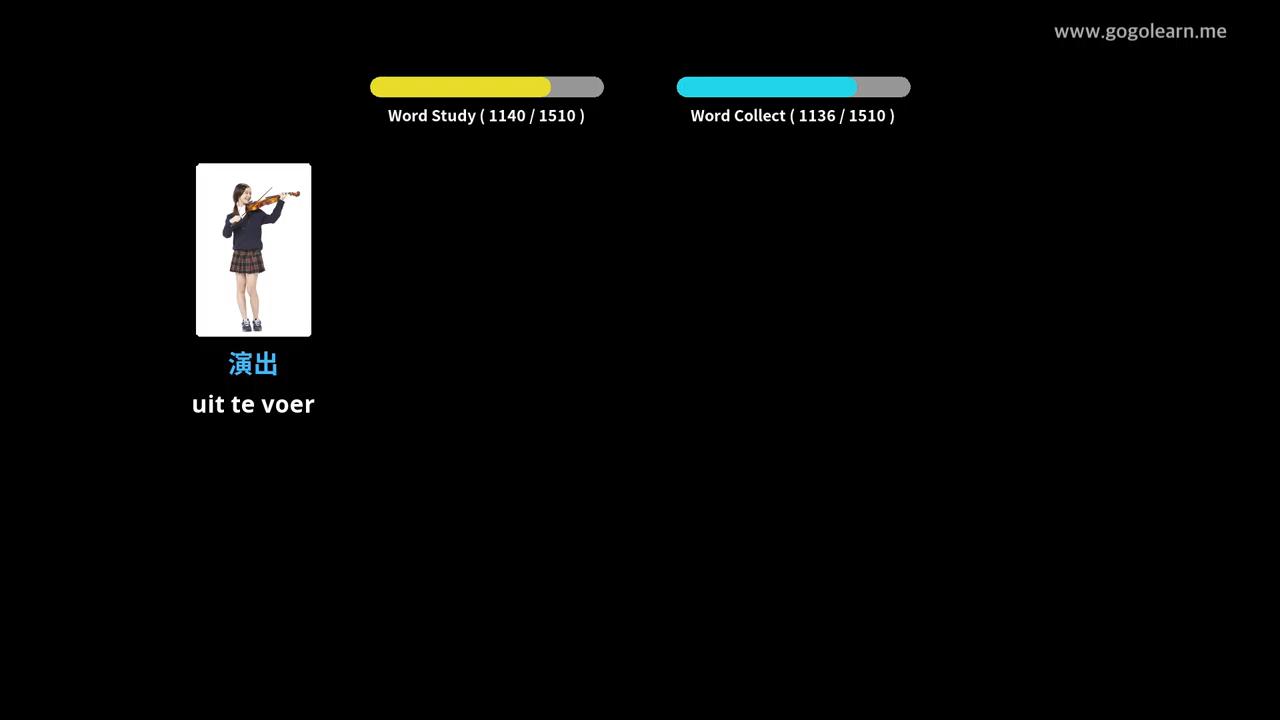 www.gogolearn.me
Word Study ( 1140 / 1510 )
Word Collect ( 1136 / 1510 )
演出
uit te voer